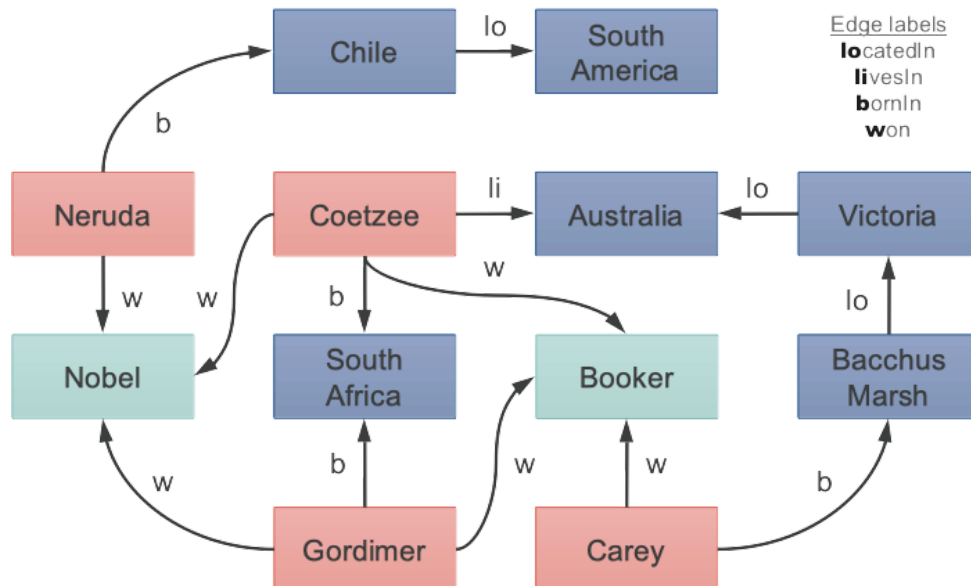 Chile
lo
South
America
Edge labels
locatedIn
livesIn
bornIn
won
b
Neruda
Coetzee
li
Australia
lo
Victoria
w
w
b
w
lo
Nobel
South
Africa
Booker
Bacchus
Marsh
w
b
w
w
b
Gordimer
Carey